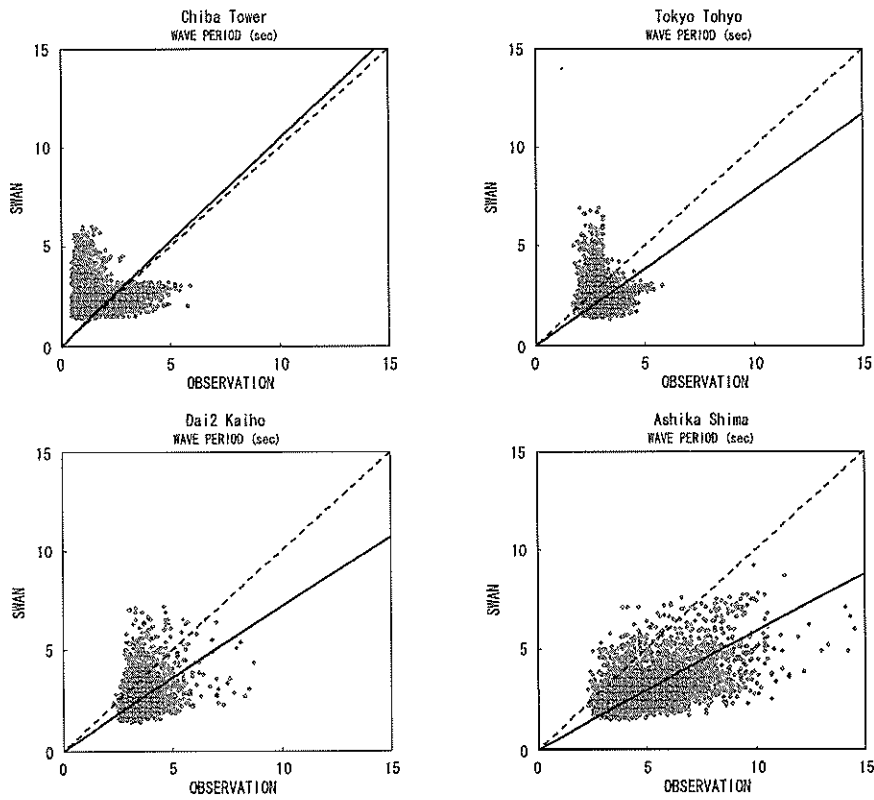 Chiba Tower
WAVE PERIOD (sec)
15
10
5
0
SWAN
0 5 10 15
OBSERVATION
Tokyo Tohyo
WAVE PERIOD (sec)
15
10
5
0
SWAN
0 5 10 15
OBSERVATION
Dai2 Kaiho
WAVE PERIOD (sec)
15
10
5
0
SWAN
0 5 10 15
OBSERVATION
Ashika Shima
WAVE PERIOD (sec)
15
10
5
0
SWAN
0 5 10 15
OBSERVATION